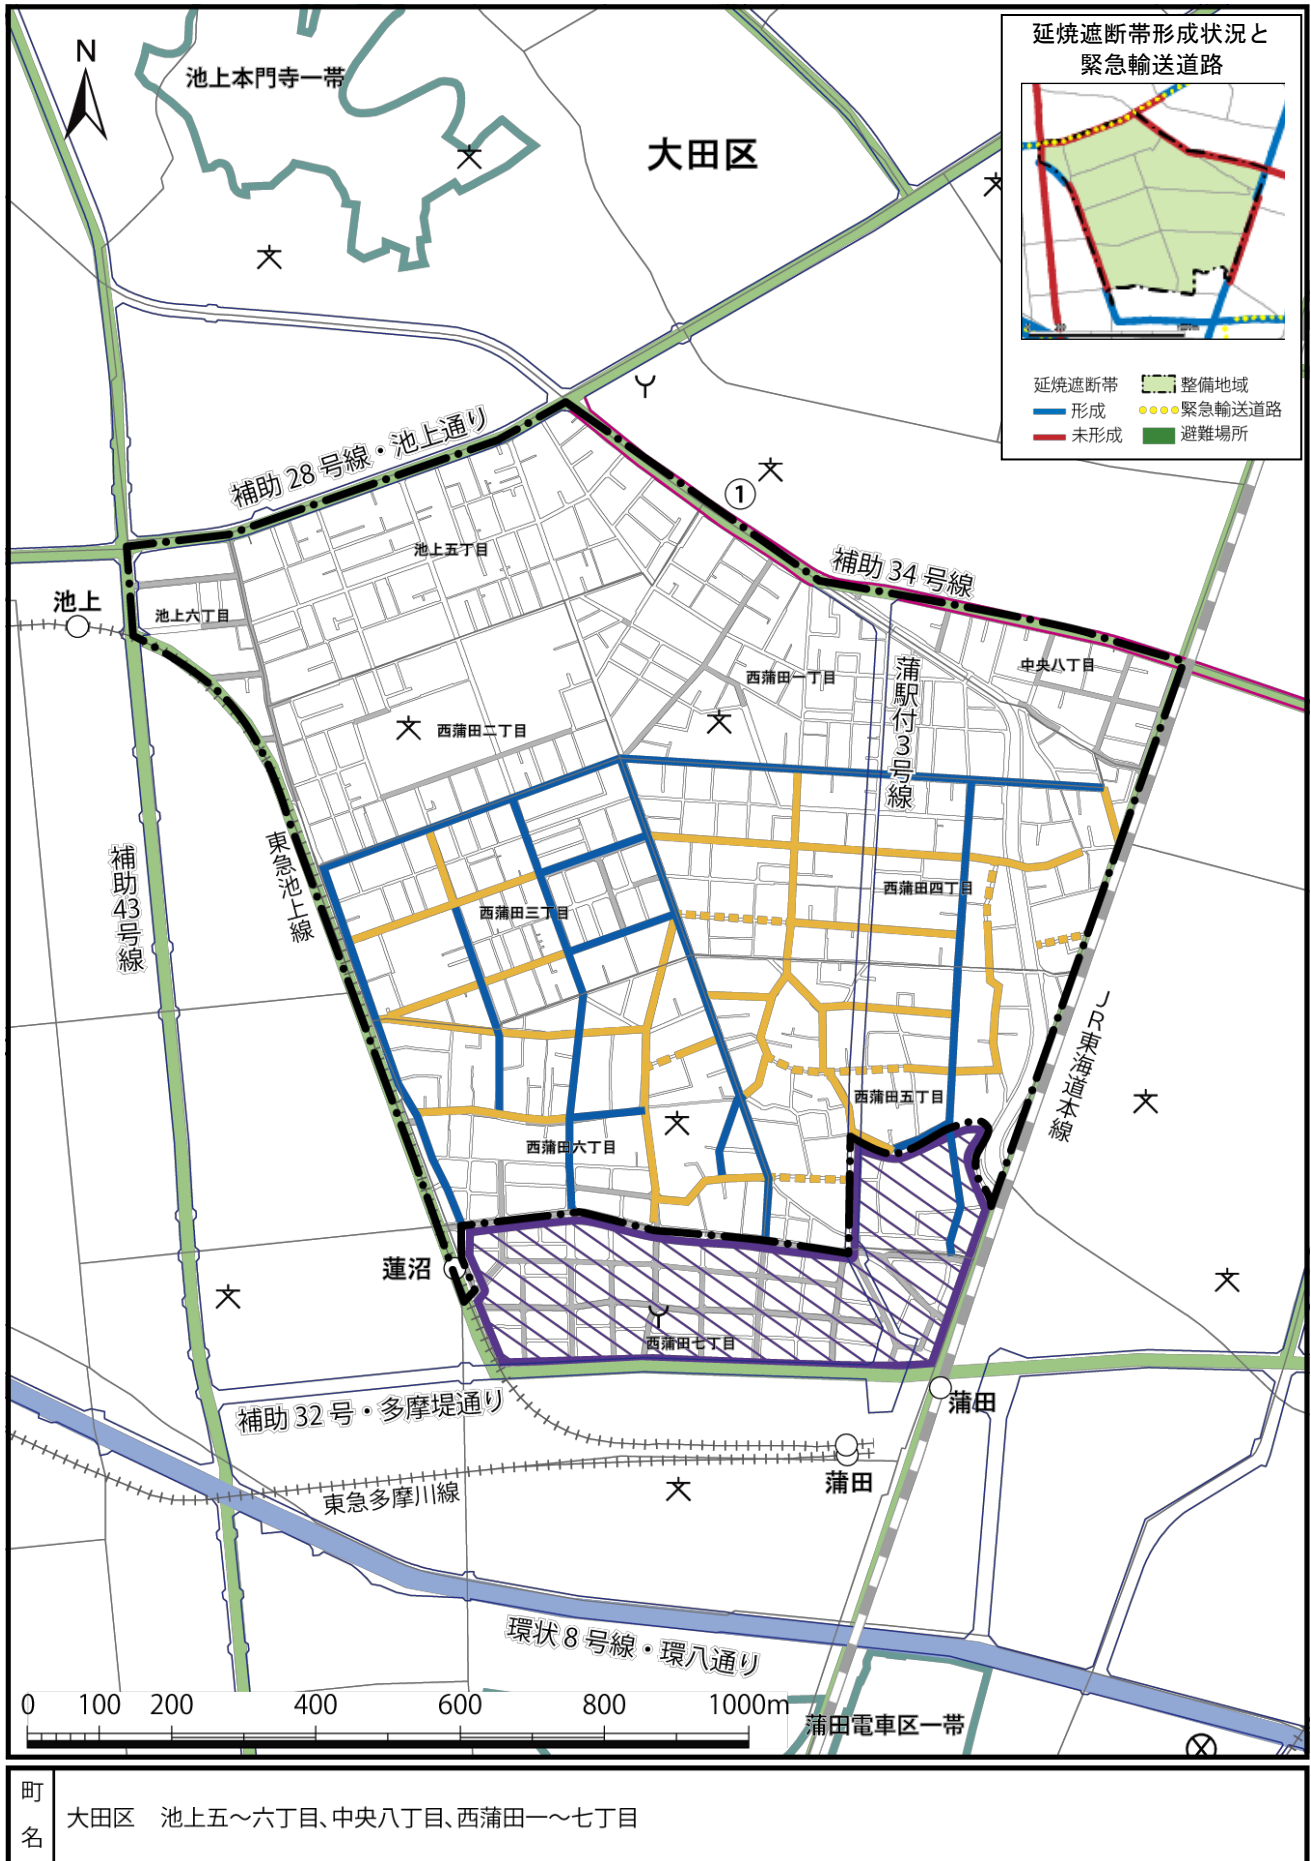 N
池上本門寺一帯
大田区
延焼遮断帯形成状況と
緊急輸送道路
延焼遮断帯
形成
未形成
整備地域
緊急輸送道路
避難場所
補助 28 号線・池上通り
①
補助 34 号線
池上五丁目
池上
池上六丁目
中央八丁目
西蒲田一丁目
蒲駅付3号線
西蒲田二丁目
補助43号線
東急池上線
西蒲田三丁目
西蒲田四丁目
JR東海道本線
西蒲田五丁目
西蒲田六丁目
蓮沼
西蒲田七丁目
補助 32 号・多摩堤通り
蒲田
蒲田
東急多摩川線
環状 8 号線・環八通り
蒲田電車区一帯
0 100 200 400 600 800 1000m
町名
大田区 池上五～六丁目、中央八丁目、西蒲田一～七丁目